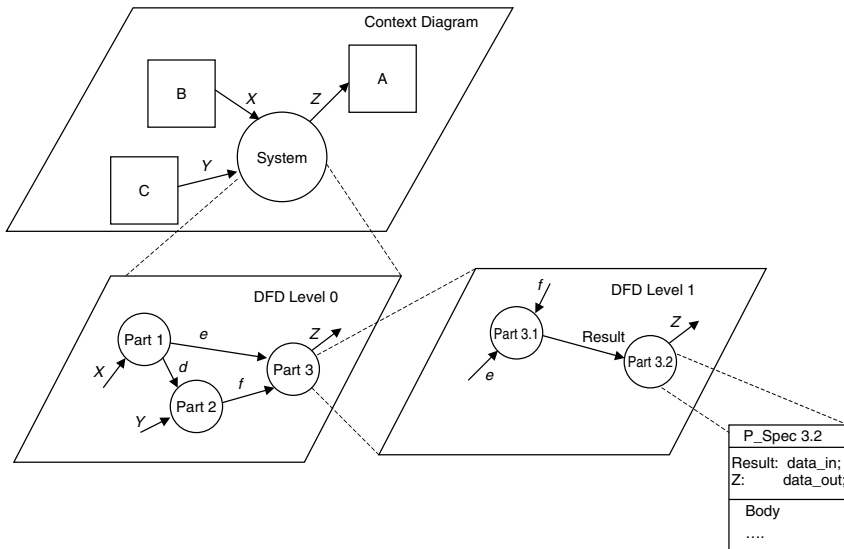 Context Diagram
A
B
X
Z
System
Y
C
DFD Level 0
Part 1
e
Z
Part 3
d
X
f
Part 2
Y
DFD Level 1
f
Part 3.1
Result
Z
Part 3.2
e
P_Spec 3.2
Result: data_in;
Z: data_out;
Body
....